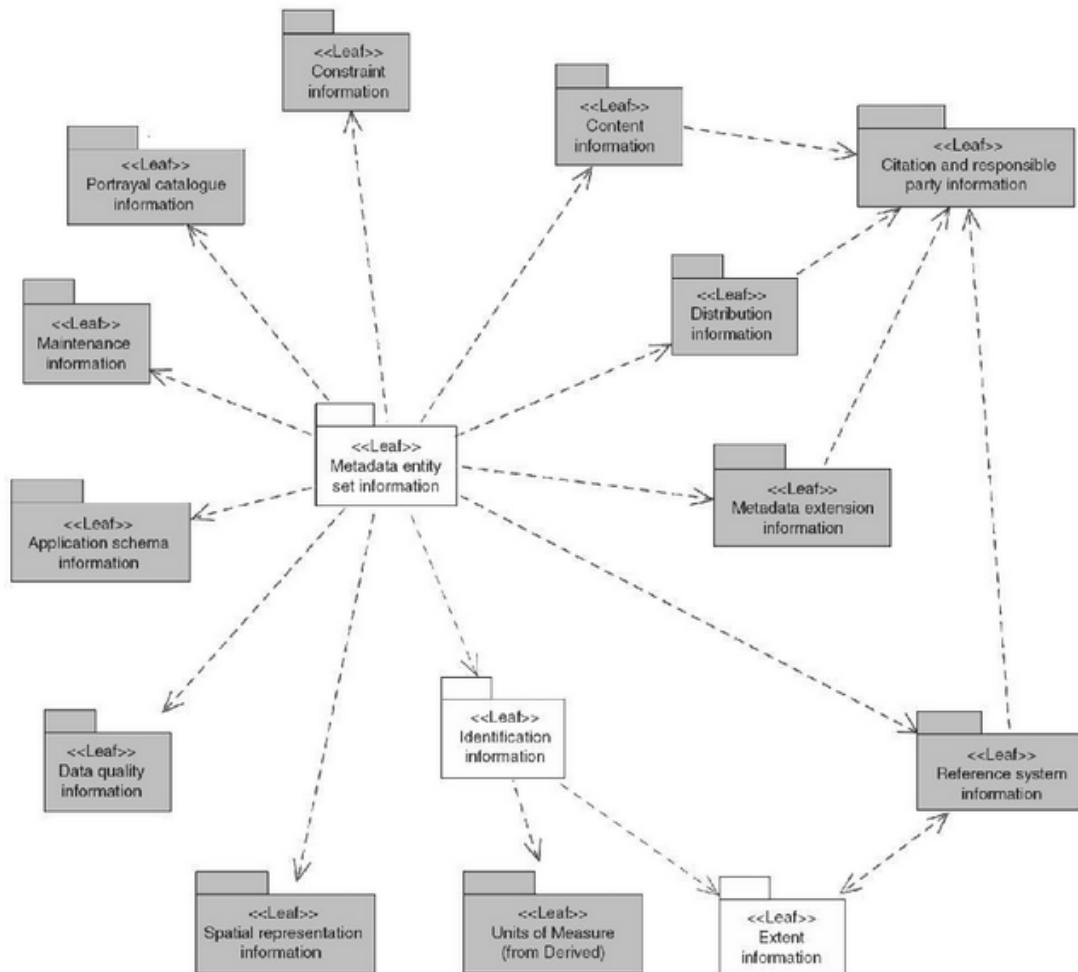 <<Leaf>>
Constraint
information
<<Leaf>>
Content
information
<<Leaf>>
Citation and responsible
party information
<<Leaf>>
Portrayal catalogue
information
<<Leaf>>
Distribution
information
<<Leaf>>
Maintenance
information
<<Leaf>>
Metadata entity
set information
<<Leaf>>
Metadata extension
information
<<Leaf>>
Application schema
information
<<Leaf>>
Identification
information
<<Leaf>>
Data quality
information
<<Leaf>>
Reference system
information
<<Leaf>>
Spatial representation
information
<<Leaf>>
Units of Measure
(from Derived)
<<Leaf>>
Extent
information